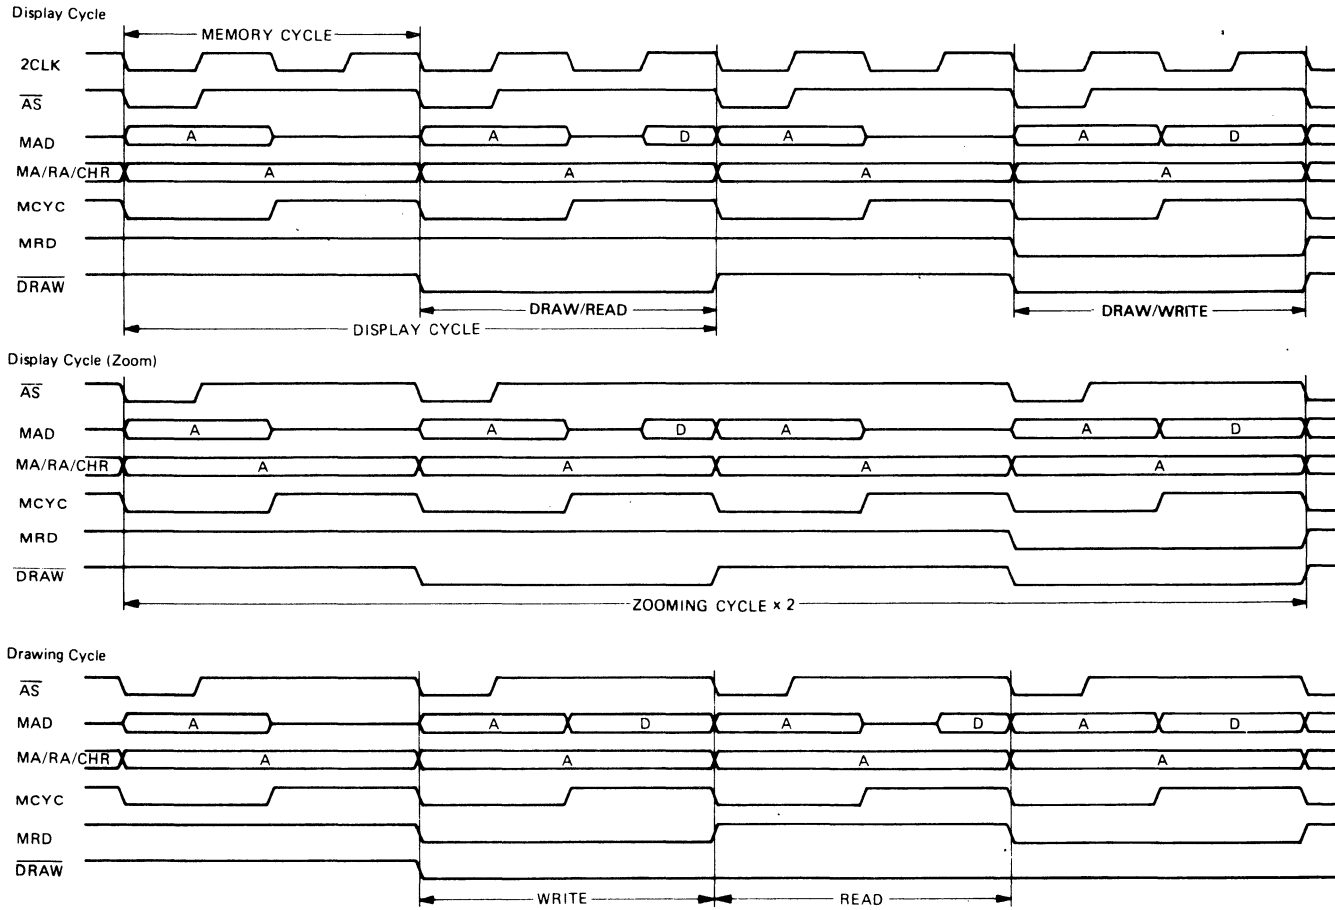 Display Cycle
MEMORY CYCLE
2CLK
AS
MAD A A D A A D
MA/RA/CHR A A A A
MCYC
MRD
DRAW
DRAW/READ DRAW/WRITE
DISPLAY CYCLE
Display Cycle (Zoom)
AS
MAD A A D A A D
MA/RA/CHR A A A A
MCYC
MRD
DRAW
ZOOMING CYCLE × 2
Drawing Cycle
AS
MAD A A D A D A D
MA/RA/CHR A A A A
MCYC
MRD
DRAW
WRITE READ